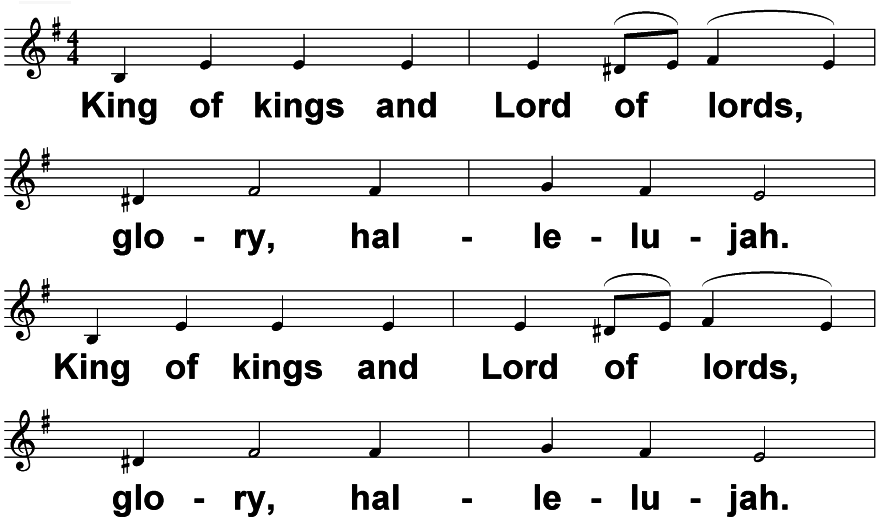 King of kings and Lord of lords,
glo - ry, hal - le - lu - jah.
King of kings and Lord of lords,
glo - ry, hal - le - lu - jah.